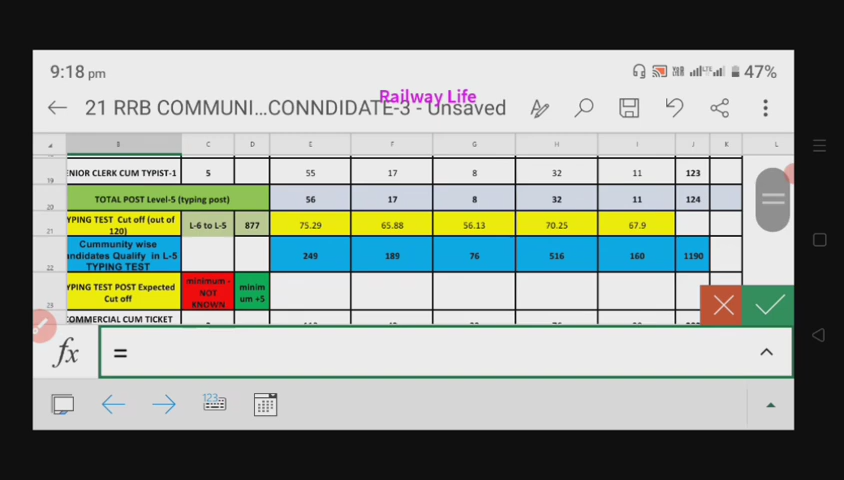 9:18 pm
47%
Railway Life
21 RRB COMMUNI...CONNDIDATE-3 - Unsaved
B C D E F G H I J K L
19 ENIOR CLERK CUM TYPIST-1 5 55 17 8 32 11 123
20 TOTAL POST Level-5 (typing post) 56 17 8 32 11 124
21 YPING TEST Cut off (out of 120) L-6 to L-5 877 75.29 65.88 56.13 70.25 67.9
22 Cummunity wise ndidates Qualify in L-5 TYPING TEST 249 189 76 516 160 1190
23 YPING TEST POST Expected Cut off minimum - NOT KNOWN minim um +5
COMMERCIAL CUM TICKET
fx =
123